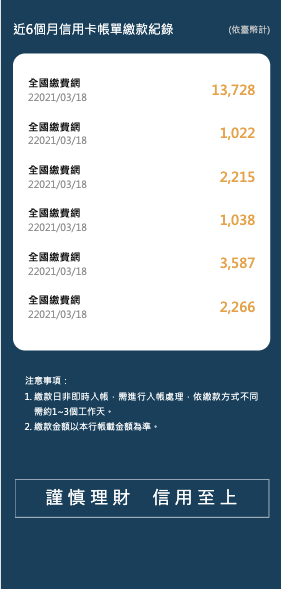 近6個月信用卡帳單繳款紀錄 (依臺幣計)
全國繳費網
22021/03/18
13,728
全國繳費網
22021/03/18
1,022
全國繳費網
22021/03/18
2,215
全國繳費網
22021/03/18
1,038
全國繳費網
22021/03/18
3,587
全國繳費網
22021/03/18
2,266
注意事項：
1. 繳款日非即時入帳，需進行入帳處理，依繳款方式不同
需約1~3個工作天。
2. 繳款金額以本行帳載金額為準。
謹慎理財 信用至上